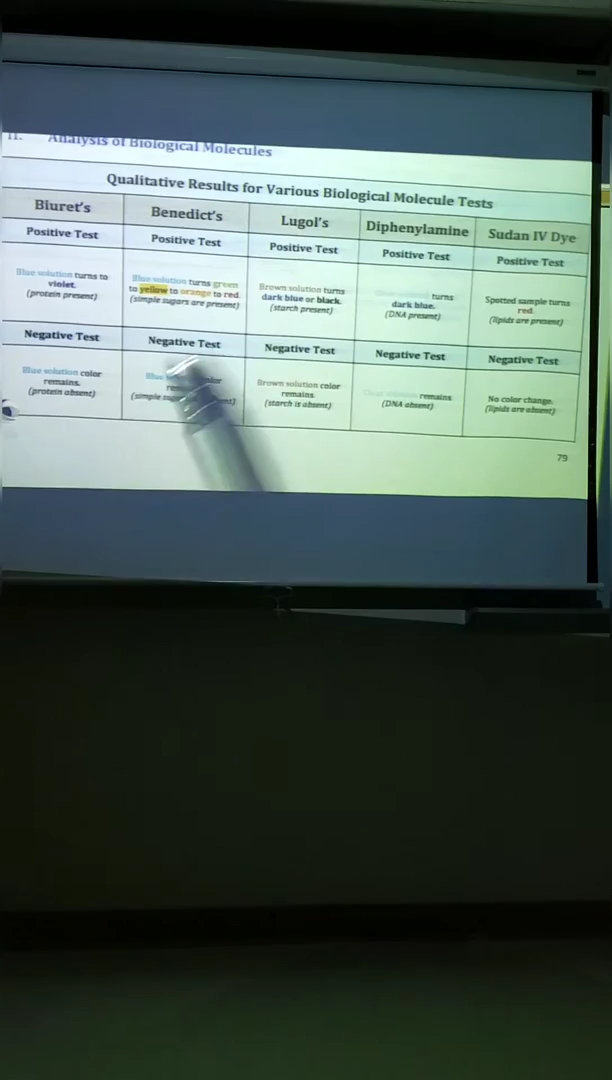 II. Analysis of Biological Molecules
Qualitative Results for Various Biological Molecule Tests
Biuret's
Positive Test
Blue solution turns to
violet.
(protein present)
Negative Test
Blue solution color
remains.
(protein absent)
Benedict's
Positive Test
Blue solution turns green
to yellow to orange to red.
(simple sugars are present)
Negative Test
Blue
(simple
Lugol's
Positive Test
Brown solution turns
dark blue or black.
(starch present)
Negative Test
Brown solution color
remains.
(starch is absent)
Diphenylamine
Positive Test
turns
dark blue.
(DNA present)
Negative Test
remains
(DNA absent)
Sudan IV Dye
Positive Test
Spotted sample turns
red.
(lipids are present)
Negative Test
No color change.
(lipids are absent)
79